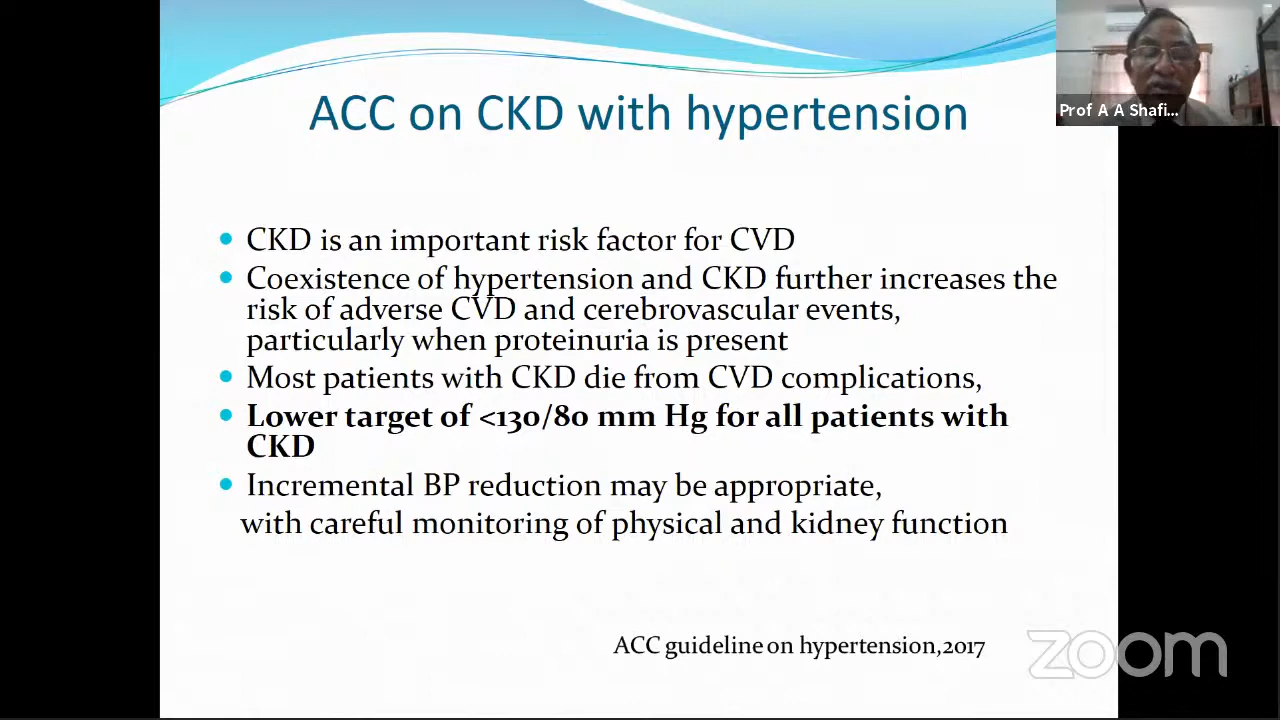 ACC on CKD with hypertension
Prof A A Shafi...
CKD is an important risk factor for CVD
Coexistence of hypertension and CKD further increases the
risk of adverse CVD and cerebrovascular events,
particularly when proteinuria is present
Most patients with CKD die from CVD complications,
Lower target of <130/80 mm Hg for all patients with
CKD
Incremental BP reduction may be appropriate,
with careful monitoring of physical and kidney function
ACC guideline on hypertension,2017
zoom